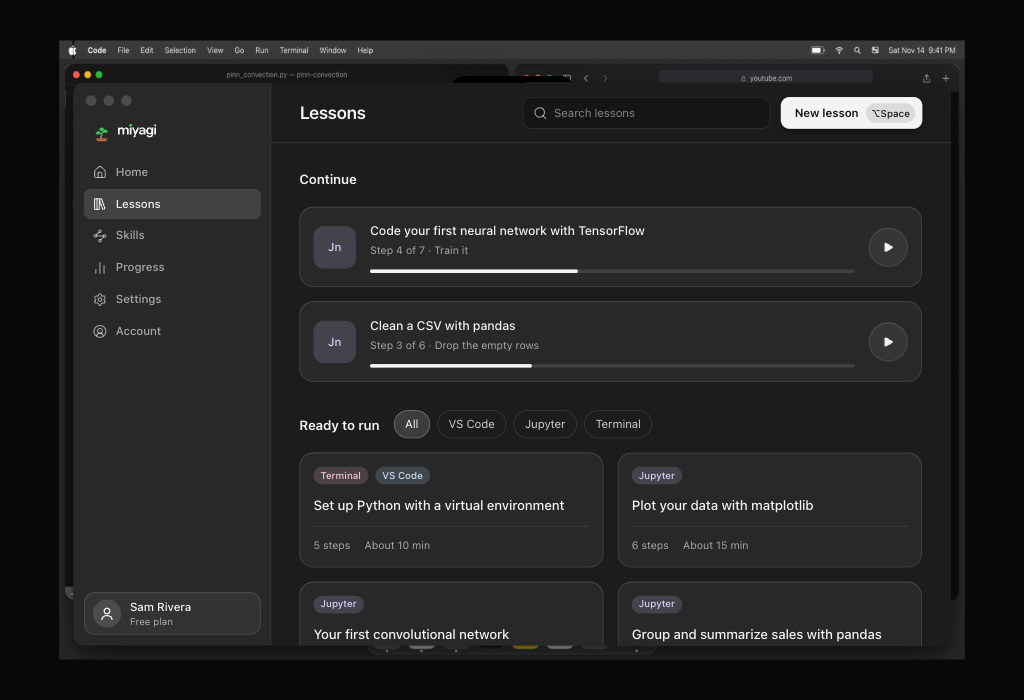 Code File Edit Selection View Go Run Terminal Window Help
Sat Nov 14 9:41 PM
pinn_convection.py — pinn-convection
youtube.com
miyagi
Home
Lessons
Skills
Progress
Settings
Account
Sam Rivera
Free plan
Lessons
Search lessons
New lesson ⌥Space
Continue
Jn
Code your first neural network with TensorFlow
Step 4 of 7 · Train it
Jn
Clean a CSV with pandas
Step 3 of 6 · Drop the empty rows
Ready to run
All VS Code Jupyter Terminal
Terminal VS Code
Set up Python with a virtual environment
5 steps About 10 min
Jupyter
Plot your data with matplotlib
6 steps About 15 min
Jupyter
Your first convolutional network
Jupyter
Group and summarize sales with pandas